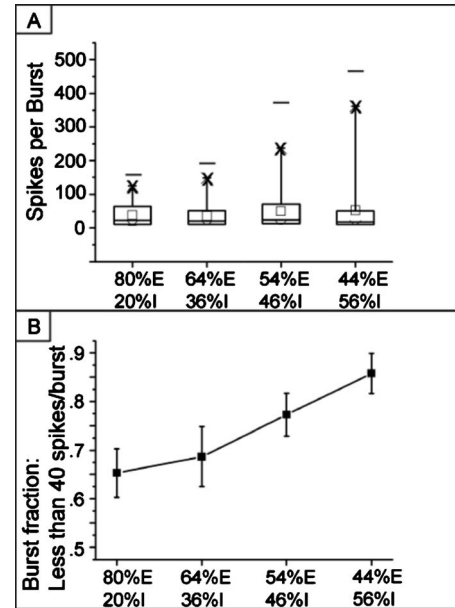 A
Spikes per Burst
500
400
300
200
100
0
80%E 64%E 54%E 44%E
20%I 36%I 46%I 56%I
B
Burst fraction:
Less than 40 spikes/burst
.9
.8
.7
.6
.5
80%E 64%E 54%E 44%E
20%I 36%I 46%I 56%I